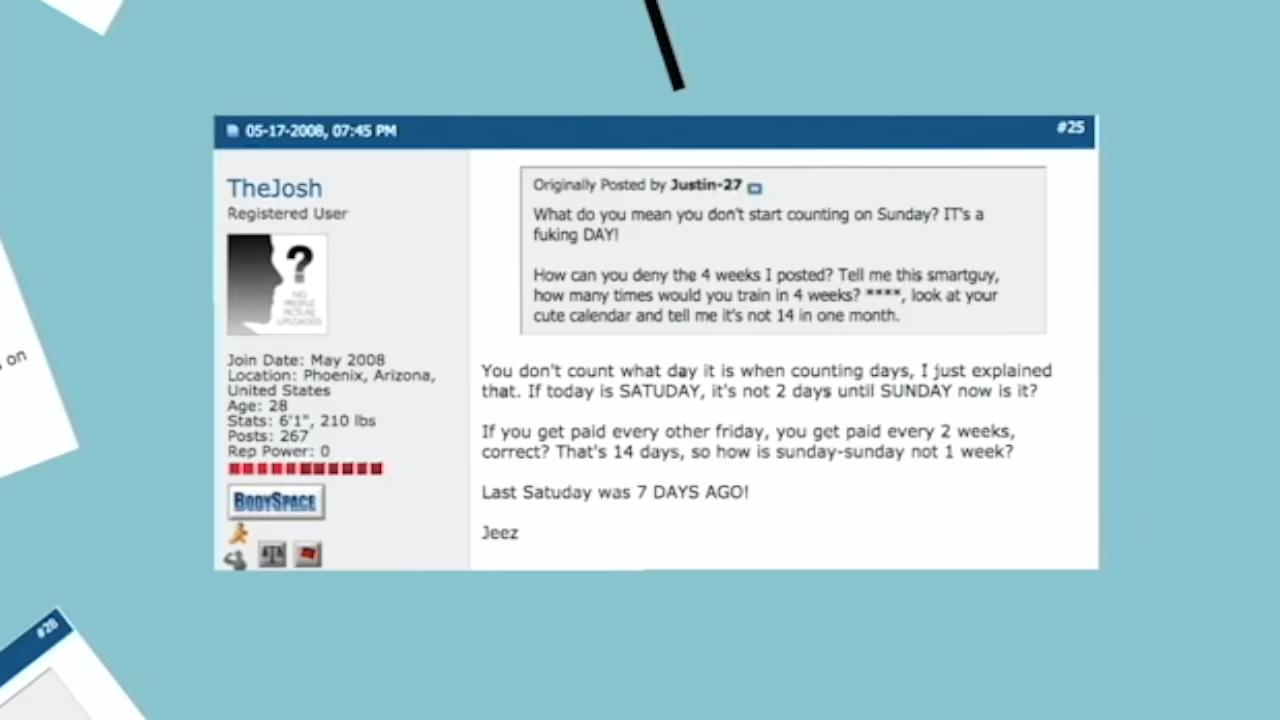 05-17-2008, 07:45 PM
#25
TheJosh
Registered User
?
NO
PROFILE
PICTURE
UPLOADED
Join Date: May 2008
Location: Phoenix, Arizona,
United States
Age: 28
Stats: 6'1", 210 lbs
Posts: 267
Rep Power: 0
BODYSPACE
Originally Posted by Justin-27
What do you mean you don't start counting on Sunday? IT's a
fuking DAY!
How can you deny the 4 weeks I posted? Tell me this smartguy,
how many times would you train in 4 weeks? ****, look at your
cute calendar and tell me it's not 14 in one month.
You don't count what day it is when counting days, I just explained
that. If today is SATUDAY, it's not 2 days until SUNDAY now is it?
If you get paid every other friday, you get paid every 2 weeks,
correct? That's 14 days, so how is sunday-sunday not 1 week?
Last Satuday was 7 DAYS AGO!
Jeez
, on
#26